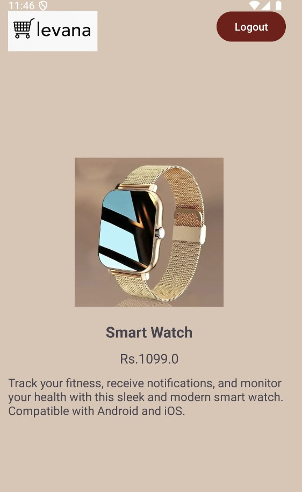 11:46
levana
Logout
Smart Watch
Rs.1099.0
Track your fitness, receive notifications, and monitor
your health with this sleek and modern smart watch.
Compatible with Android and iOS.